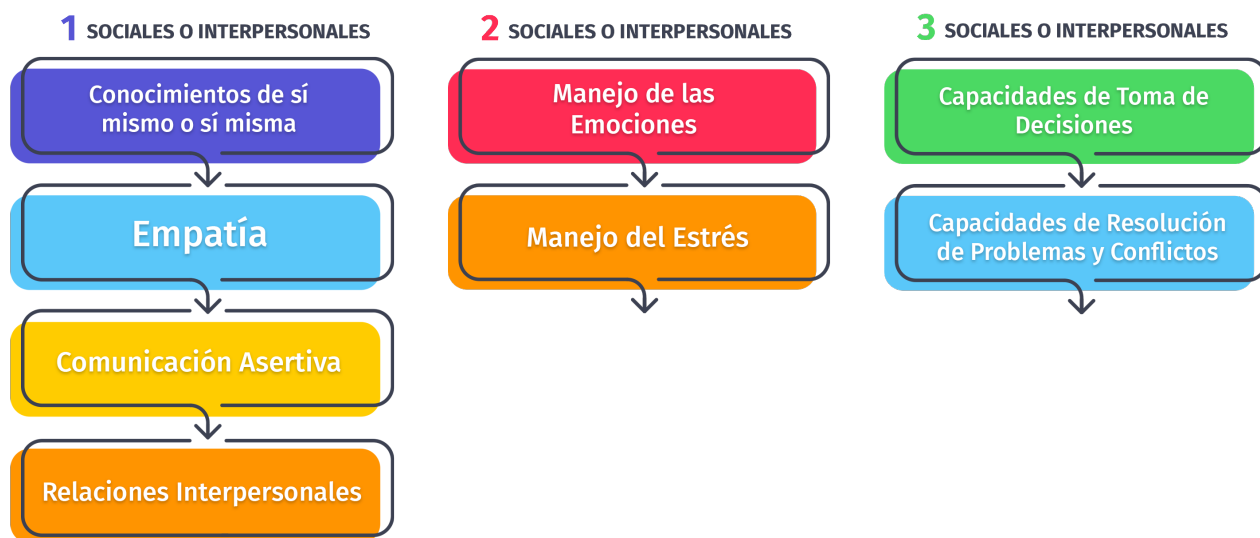 1 SOCIALES O INTERPERSONALES
Conocimientos de sí
mismo o sí misma
Empatía
Comunicación Asertiva
Relaciones Interpersonales
2 SOCIALES O INTERPERSONALES
Manejo de las
Emociones
Manejo del Estrés
3 SOCIALES O INTERPERSONALES
Capacidades de Toma de
Decisiones
Capacidades de Resolución
de Problemas y Conflictos